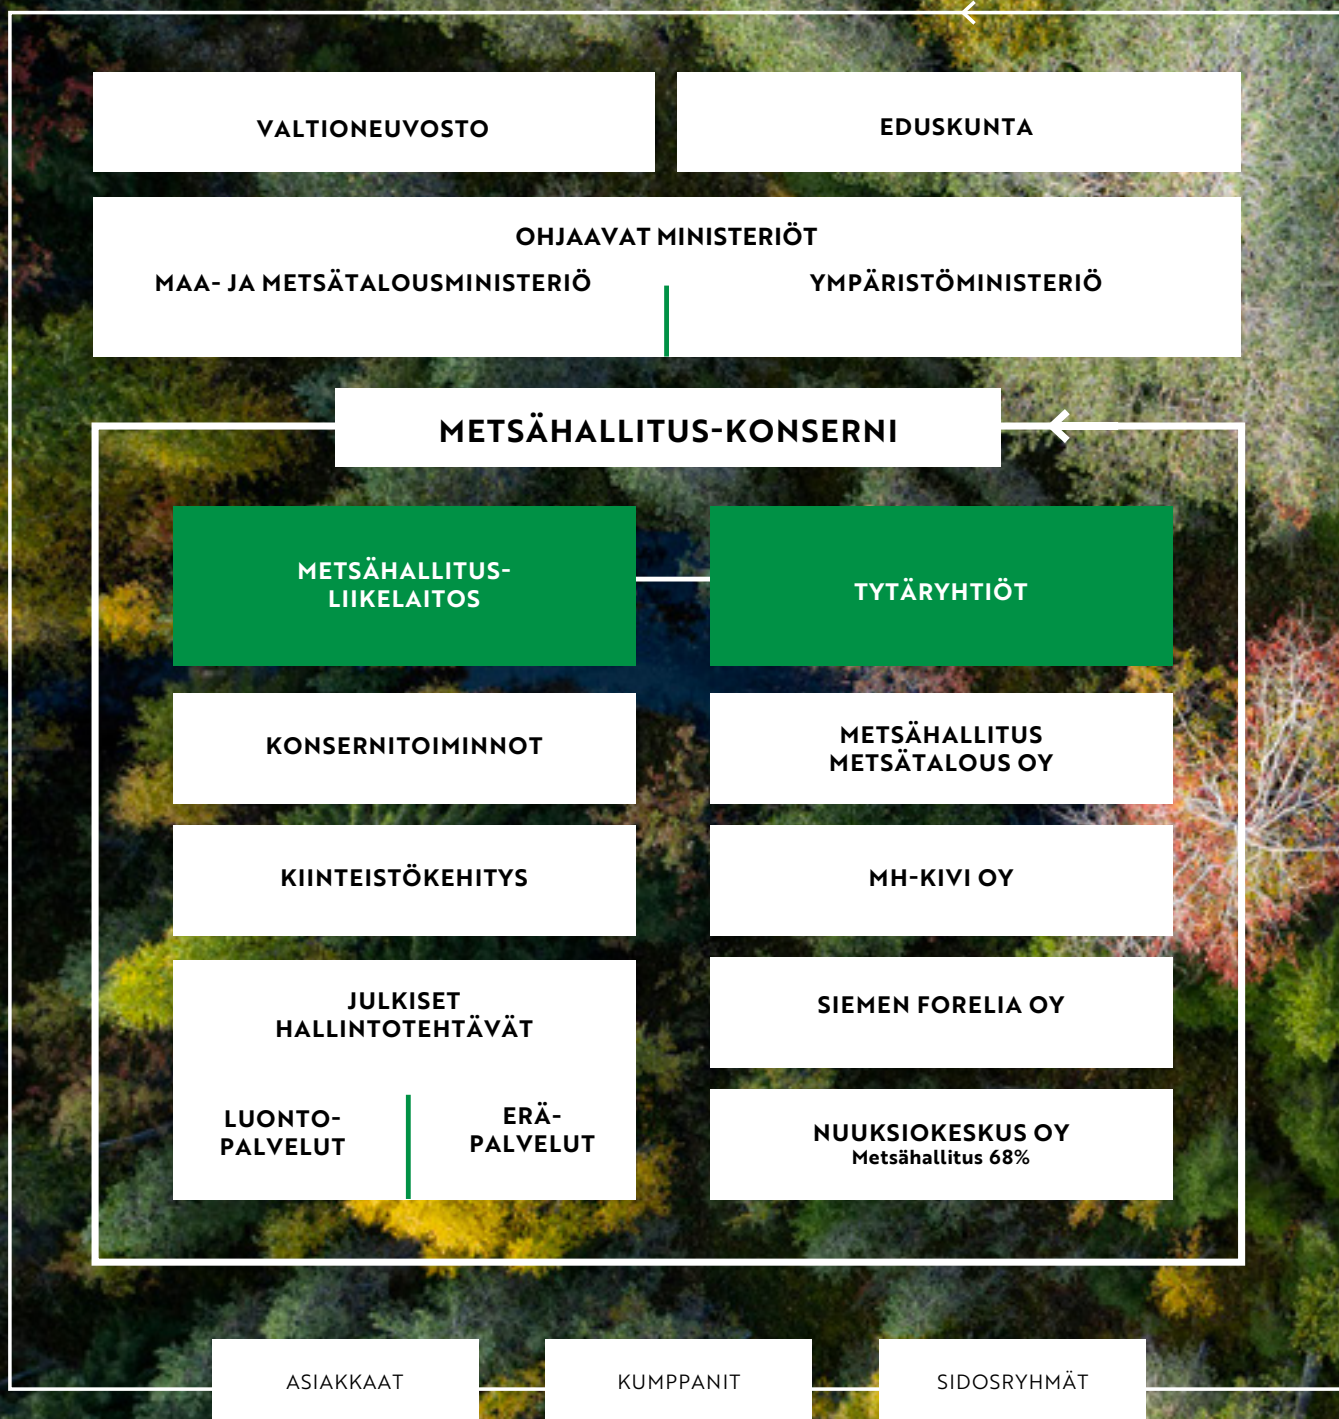 VALTIONEUVOSTO
EDUSKUNTA
OHJAAVAT MINISTERIÖT
MAA- JA METSÄTALOUSMINISTERIÖ
YMPÄRISTÖMINISTERIÖ
METSÄHALLITUS-KONSERNI
METSÄHALLITUS-
LIIKELAITOS
TYTÄRYHTIÖT
KONSERNITOIMINNOT
METSÄHALLITUS
METSÄTALOUS OY
KIINTEISTÖKEHITYS
MH-KIVI OY
JULKISET
HALLINTOTEHTÄVÄT
SIEMEN FORELIA OY
LUONTO-
PALVELUT
ERÄ-
PALVELUT
NUUKSIOKESKUS OY
Metsähallitus 68%
ASIAKKAAT
KUMPPANIT
SIDOSRYHMÄT